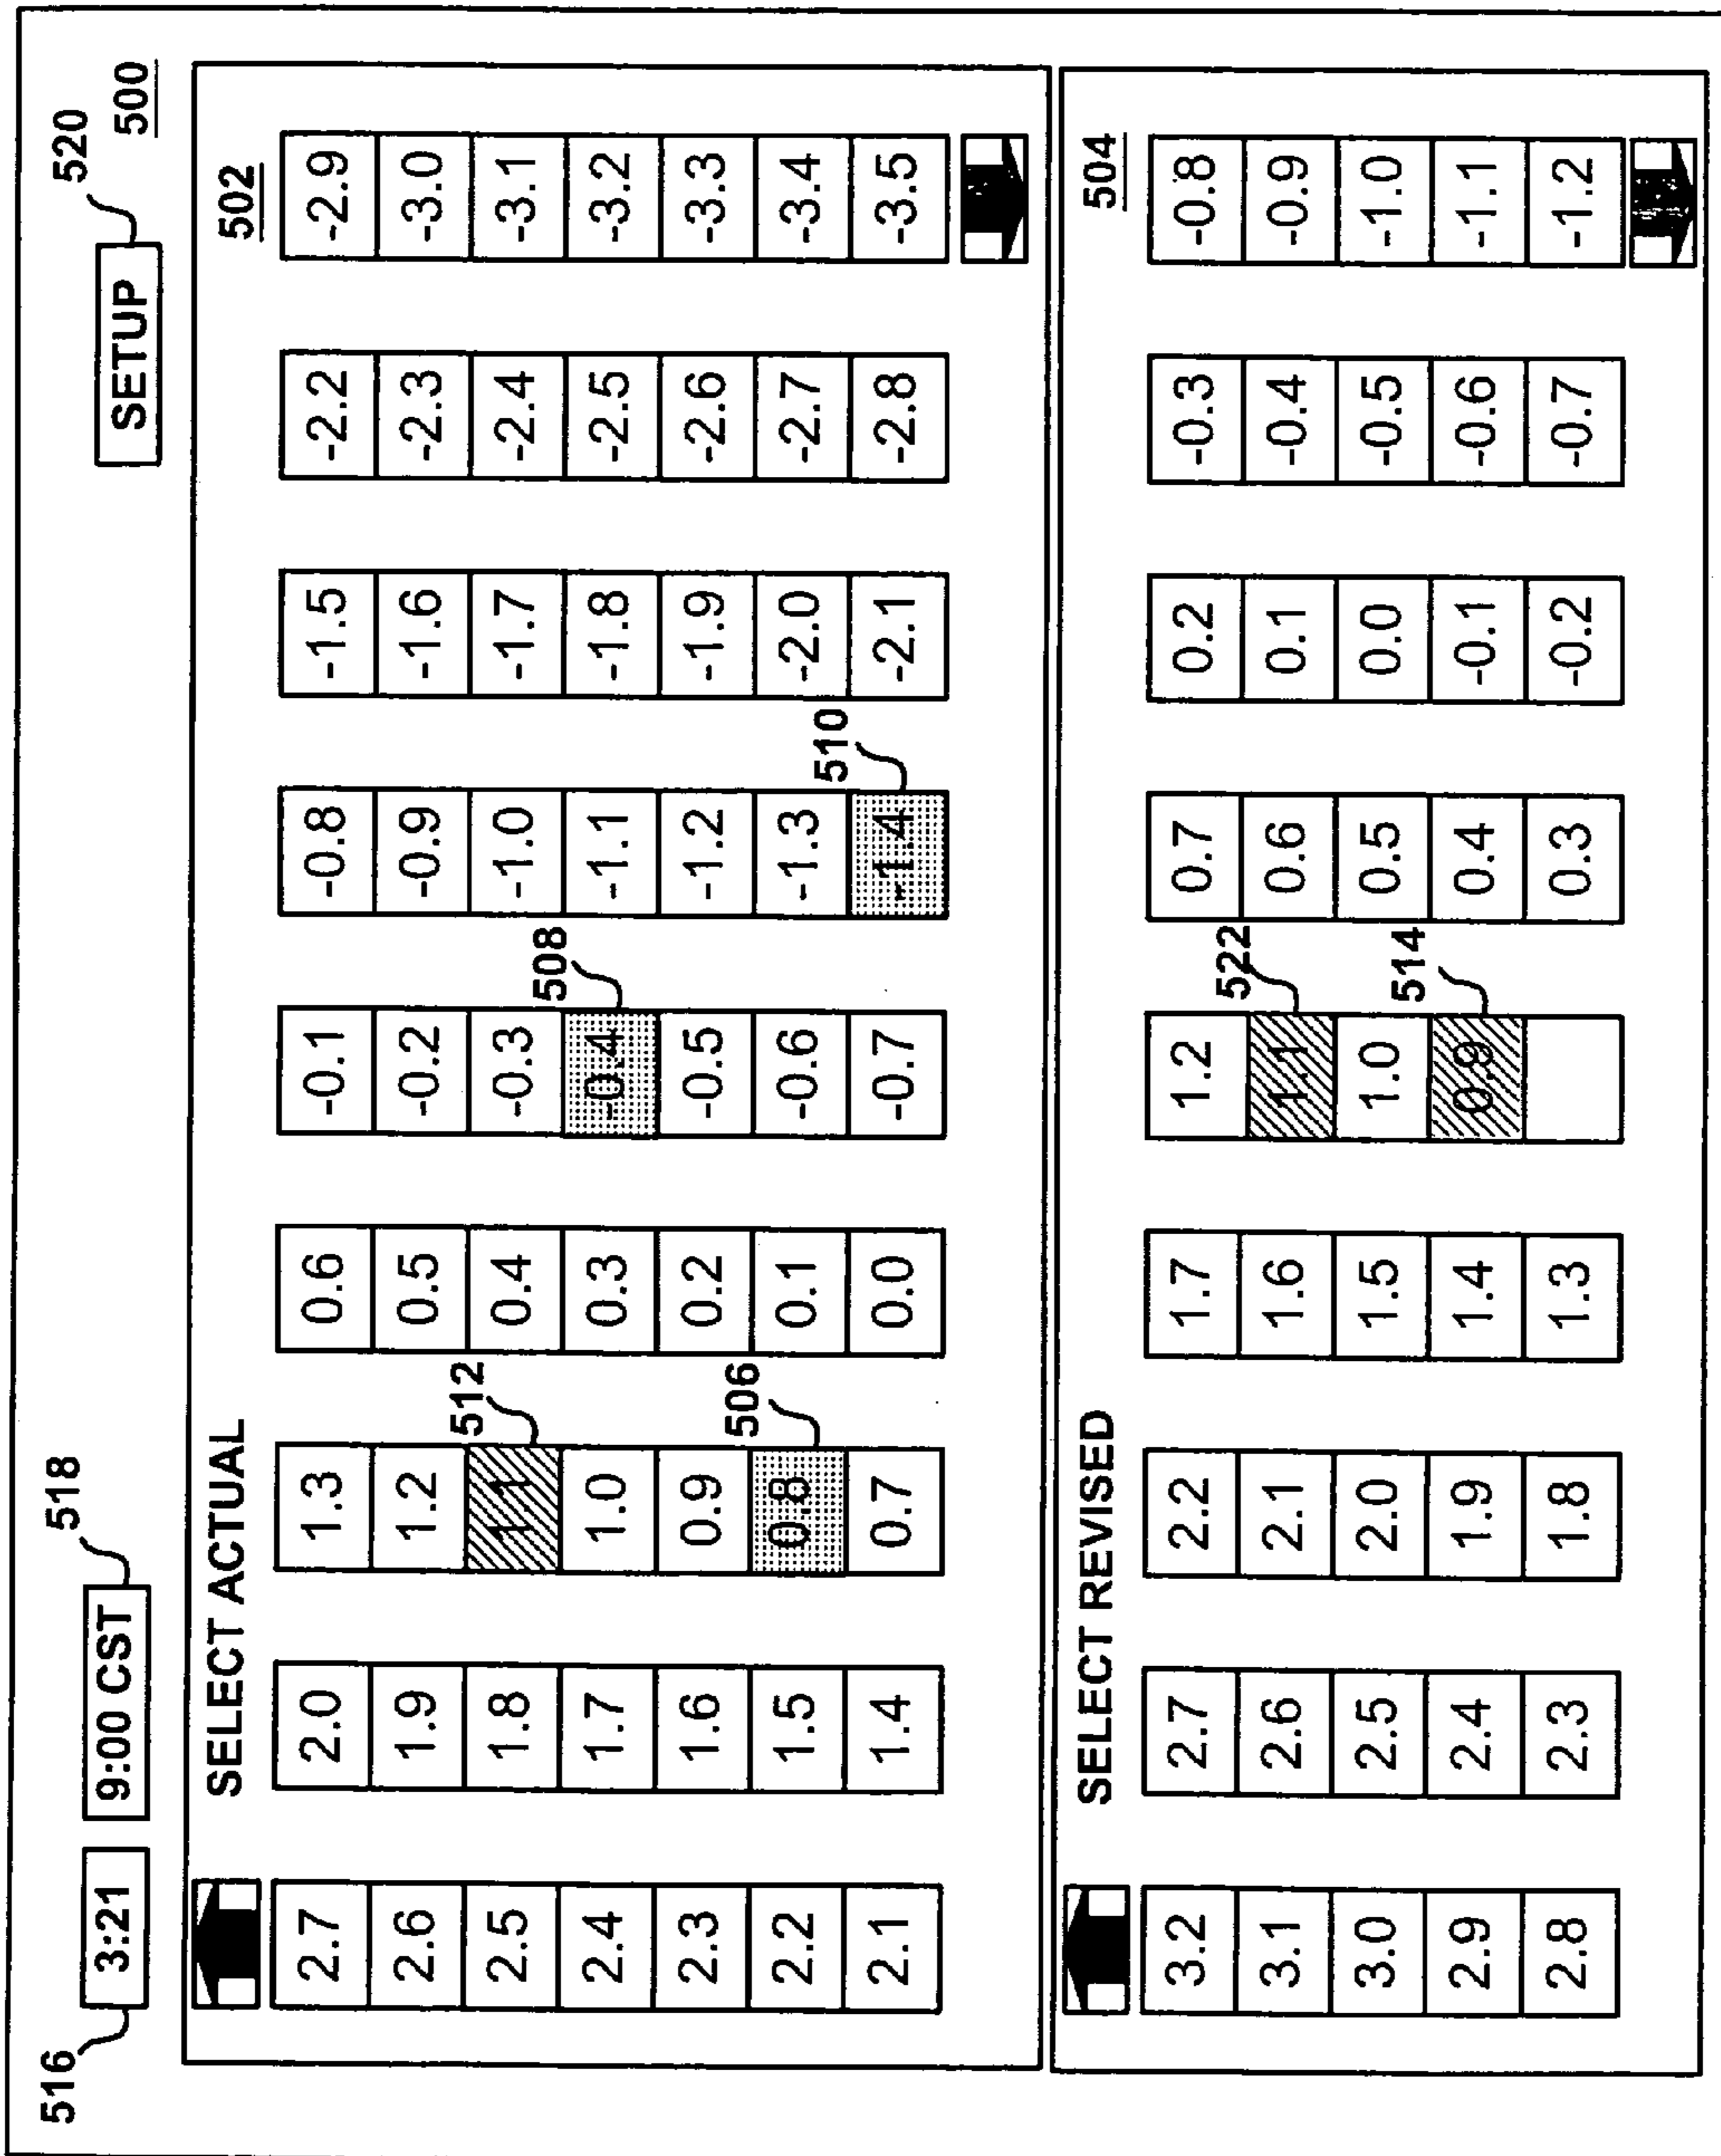 516 3:21 9:00 CST 518 SETUP 520 500
SELECT ACTUAL 502
2.7 2.0 1.3 0.6 -0.1 -0.8 -1.5 -2.2 -2.9
2.6 1.9 1.2 0.5 -0.2 -0.9 -1.6 -2.3 -3.0
2.5 1.8 1.1 512 0.4 -0.3 -1.0 -1.7 -2.4 -3.1
2.4 1.7 1.0 0.3 -0.4 508 -1.1 -1.8 -2.5 -3.2
2.3 1.6 0.9 0.2 -0.5 -1.2 -1.9 -2.6 -3.3
2.2 1.5 0.8 506 0.1 -0.6 -1.3 -2.0 -2.7 -3.4
2.1 1.4 0.7 0.0 -0.7 -1.4 510 -2.1 -2.8 -3.5
SELECT REVISED 504
3.2 2.7 2.2 1.7 1.2 0.7 0.2 -0.3 -0.8
3.1 2.6 2.1 1.6 1.1 522 0.6 0.1 -0.4 -0.9
3.0 2.5 2.0 1.5 1.0 0.5 0.0 -0.5 -1.0
2.9 2.4 1.9 1.4 0.9 514 0.4 -0.1 -0.6 -1.1
2.8 2.3 1.8 1.3 0.3 -0.2 -0.7 -1.2